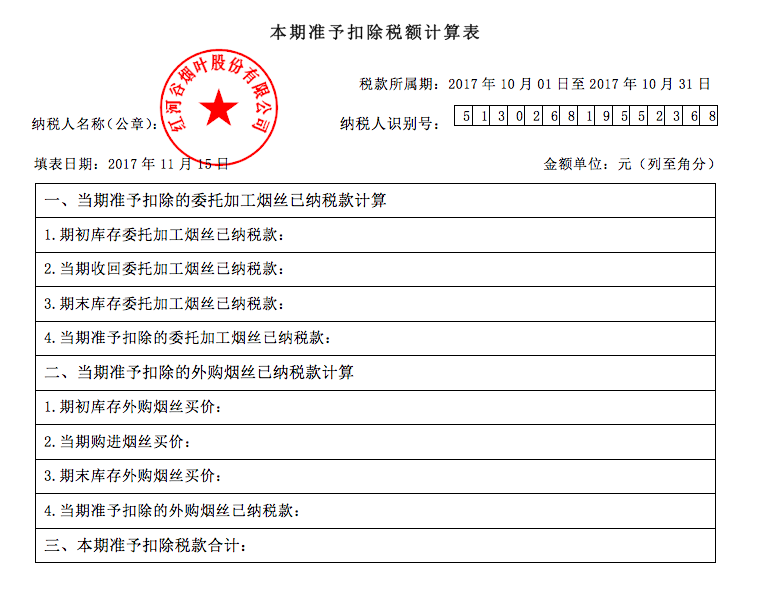 本期准予扣除税额计算表
红河谷烟叶股份有限公司
税款所属期：2017 年 10 月 01 日至 2017 年 10 月 31 日
纳税人名称（公章）：
纳税人识别号：
5 1 3 0 2 6 8 1 9 5 5 2 3 6 8
填表日期：2017 年 11 月 15 日
金额单位：元（列至角分）
一、当期准予扣除的委托加工烟丝已纳税款计算
1.期初库存委托加工烟丝已纳税款：
2.当期收回委托加工烟丝已纳税款：
3.期末库存委托加工烟丝已纳税款：
4.当期准予扣除的委托加工烟丝已纳税款：
二、当期准予扣除的外购烟丝已纳税款计算
1.期初库存外购烟丝买价：
2.当期购进烟丝买价：
3.期末库存外购烟丝买价：
4.当期准予扣除的外购烟丝已纳税款：
三、本期准予扣除税款合计：